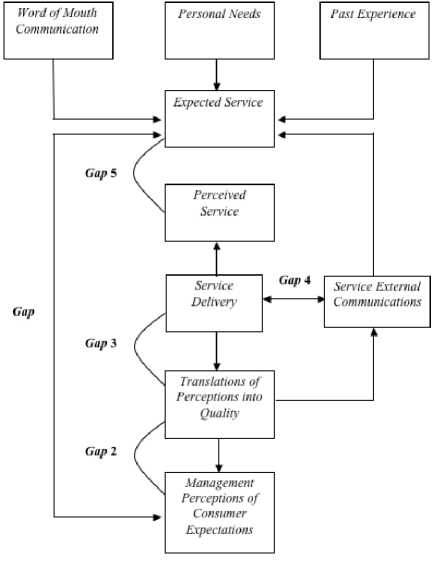 Word of Mouth
Communication
Personal Needs
Past Experience
Expected Service
Gap 5
Perceived
Service
Service
Delivery
Gap 4
Service External
Communications
Gap
Gap 3
Translations of
Perceptions into
Quality
Gap 2
Management
Perceptions of
Consumer
Expectations